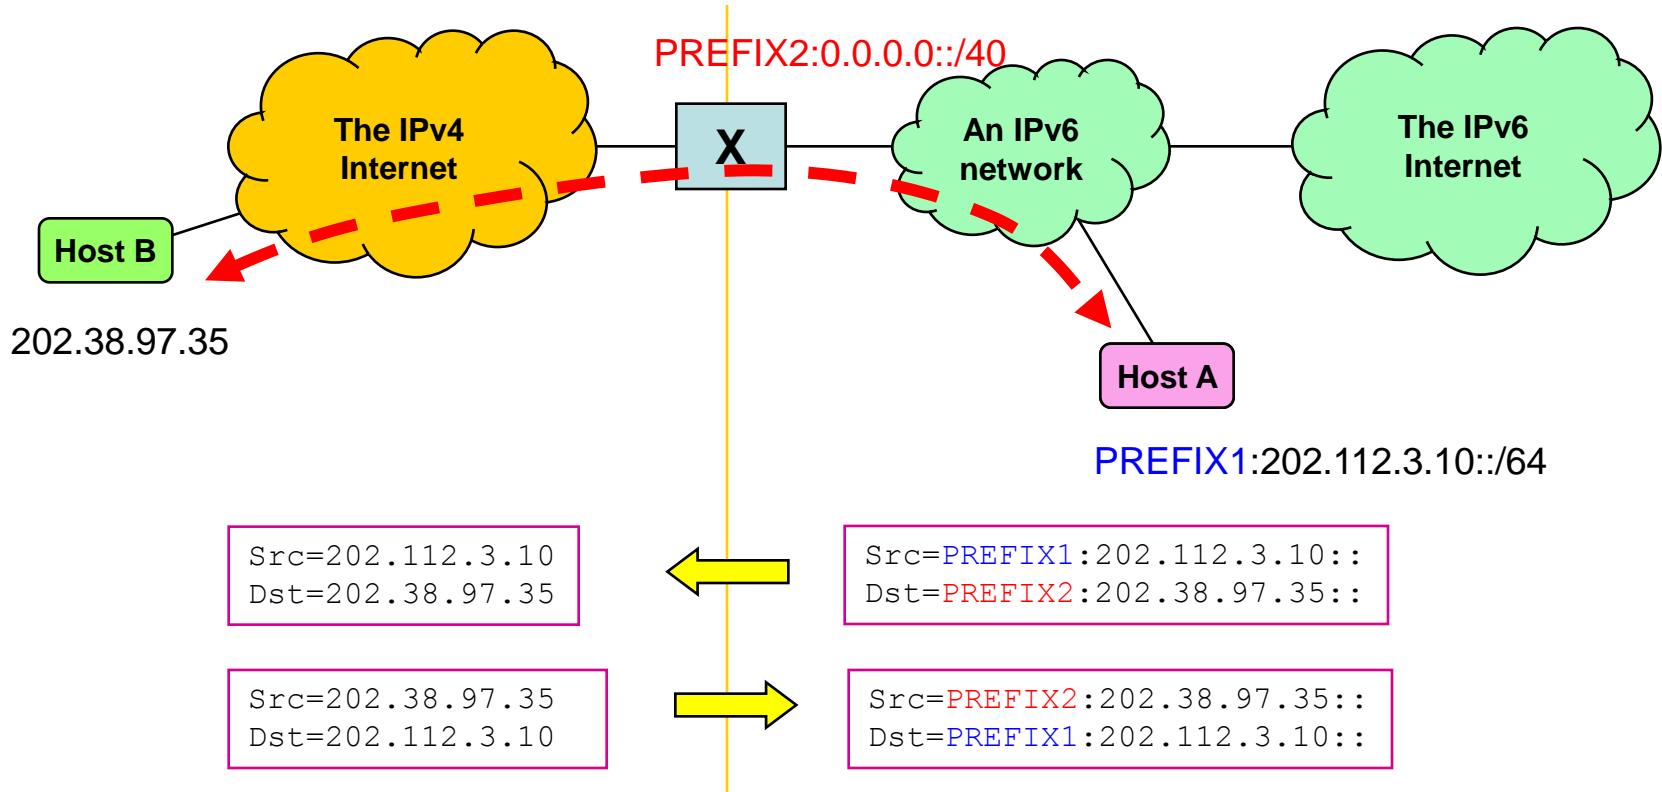 PREFIX2:0.0.0.0::/40
The IPv4
Internet
X
An IPv6
network
The IPv6
Internet
Host B
202.38.97.35
Host A
PREFIX1:202.112.3.10::/64
Src=202.112.3.10
Dst=202.38.97.35
Src=PREFIX1:202.112.3.10::
Dst=PREFIX2:202.38.97.35::
Src=202.38.97.35
Dst=202.112.3.10
Src=PREFIX2:202.38.97.35::
Dst=PREFIX1:202.112.3.10::